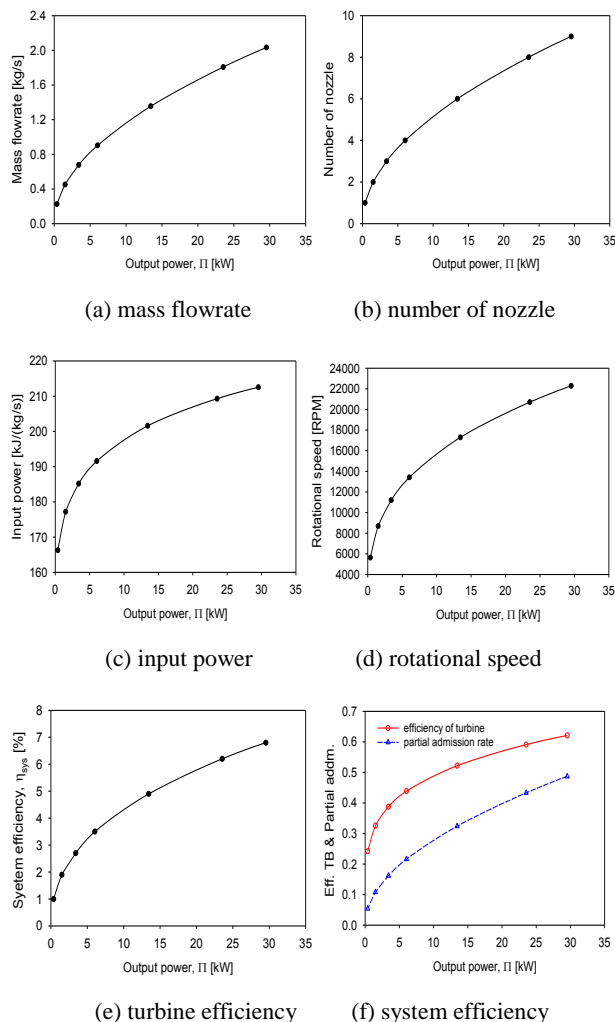 2.4
2.0
1.6
1.2
0.8
0.4
0.0
Mass flowrate [kg/s]
0 5 10 15 20 25 30 35
Output power, Π [kW]
(a) mass flowrate
10
8
6
4
2
0
Number of nozzle
0 5 10 15 20 25 30 35
Output power, Π [kW]
(b) number of nozzle
220
210
200
190
180
170
160
Input power [kJ/(kg/s)]
0 5 10 15 20 25 30 35
Output power, Π [kW]
(c) input power
24000
22000
20000
18000
16000
14000
12000
10000
8000
6000
4000
Rotational speed [RPM]
0 5 10 15 20 25 30 35
Output power, Π [kW]
(d) rotational speed
8
7
6
5
4
3
2
1
0
Syetem efficiency, ηsys [%]
0 5 10 15 20 25 30 35
Output power, Π [kW]
(e) turbine efficiency
0.7
0.6
0.5
0.4
0.3
0.2
0.1
0.0
Eff. TB & Partial addm.
efficiency of turbine
partial admission rate
0 5 10 15 20 25 30 35
Output power, Π [kW]
(f) system efficiency